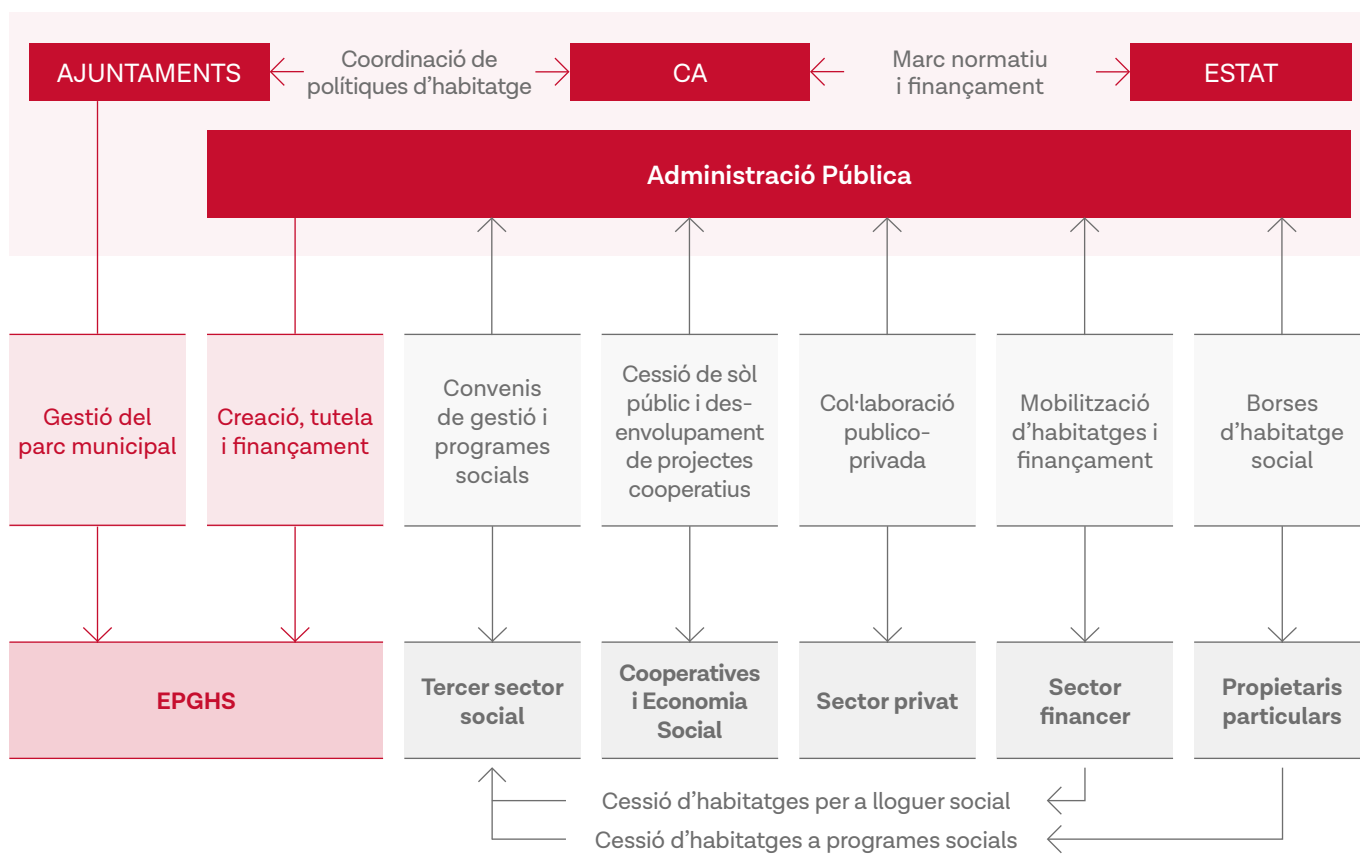 AJUNTAMENTS
Coordinació de
polítiques d'habitatge
CA
Marc normatiu
i finançament
ESTAT
Administració Pública
Gestió del
parc municipal
Creació, tutela
i finançament
Convenis
de gestió i
programes
socials
Cessió de sòl
públic i des-
envolupament
de projectes
cooperatius
Col·laboració
publico-
privada
Mobilització
d'habitatges i
finançament
Borses
d'habitatge
social
EPGHS
Tercer sector
social
Cooperatives
i Economia
Social
Sector privat
Sector
financer
Propietaris
particulars
Cessió d'habitatges per a lloguer social
Cessió d'habitatges a programes socials